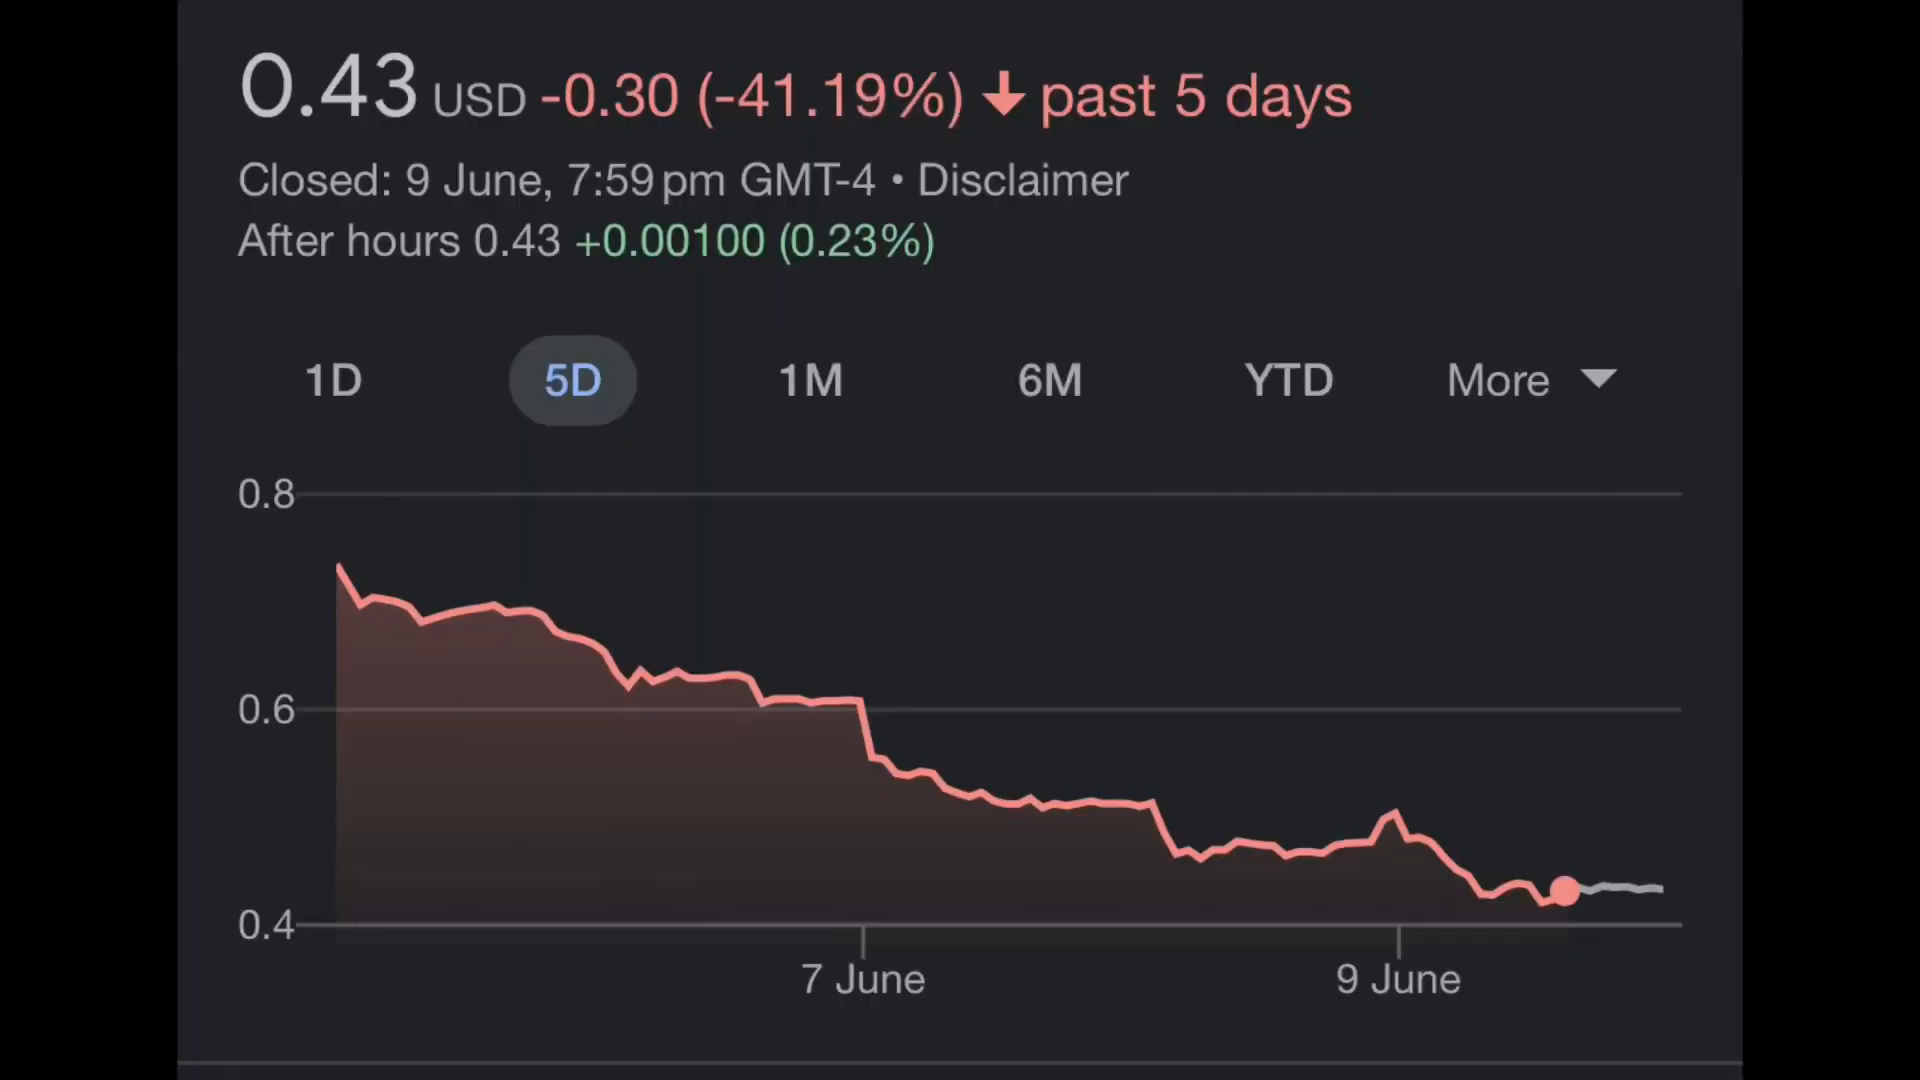 0.43 USD -0.30 (-41.19%) ↓ past 5 days
Closed: 9 June, 7:59 pm GMT-4 • Disclaimer
After hours 0.43 +0.00100 (0.23%)
1D 5D 1M 6M YTD More
0.8
0.6
0.4
7 June 9 June